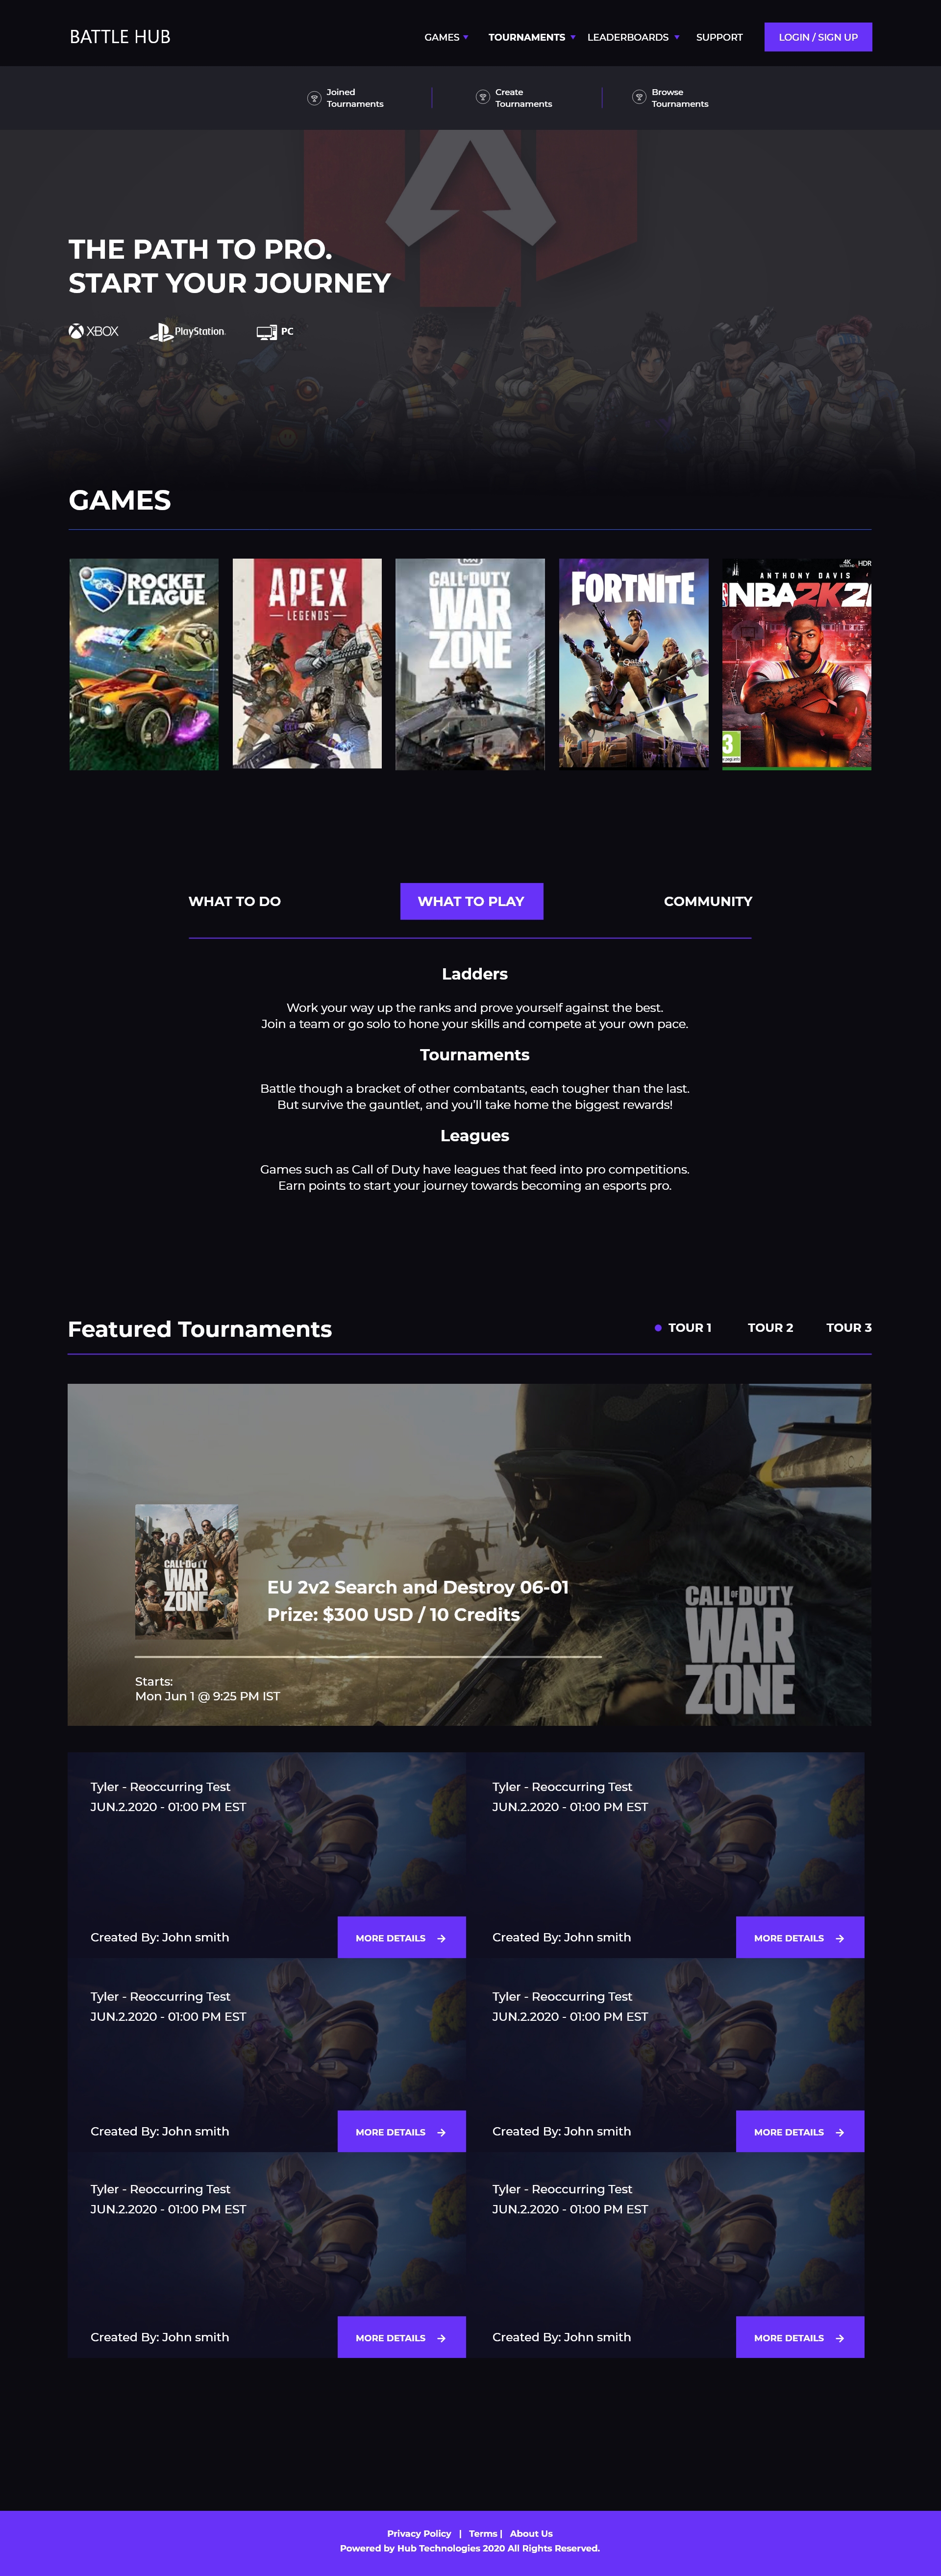 BATTLE HUB
GAMES TOURNAMENTS LEADERBOARDS SUPPORT LOGIN / SIGN UP
Joined
Tournaments
Create
Tournaments
Browse
Tournaments
THE PATH TO PRO.
START YOUR JOURNEY
XBOX PlayStation PC
GAMES
ROCKET
LEAGUE
APEX
LEGENDS
CALL OF DUTY
WAR
ZONE
FORTNITE
4K HDR
ANTHONY DAVIS
NBA2K21
3
WHAT TO DO WHAT TO PLAY COMMUNITY
Ladders
Work your way up the ranks and prove yourself against the best.
Join a team or go solo to hone your skills and compete at your own pace.
Tournaments
Battle though a bracket of other combatants, each tougher than the last.
But survive the gauntlet, and you'll take home the biggest rewards!
Leagues
Games such as Call of Duty have leagues that feed into pro competitions.
Earn points to start your journey towards becoming an esports pro.
Featured Tournaments TOUR 1 TOUR 2 TOUR 3
CALL OF DUTY
WAR
ZONE
EU 2v2 Search and Destroy 06-01
Prize: $300 USD / 10 Credits
Starts:
Mon Jun 1 @ 9:25 PM IST
CALL OF DUTY
WAR
ZONE
Tyler - Reoccurring Test
JUN.2.2020 - 01:00 PM EST
Created By: John smith MORE DETAILS →
Tyler - Reoccurring Test
JUN.2.2020 - 01:00 PM EST
Created By: John smith MORE DETAILS →
Tyler - Reoccurring Test
JUN.2.2020 - 01:00 PM EST
Created By: John smith MORE DETAILS →
Tyler - Reoccurring Test
JUN.2.2020 - 01:00 PM EST
Created By: John smith MORE DETAILS →
Tyler - Reoccurring Test
JUN.2.2020 - 01:00 PM EST
Created By: John smith MORE DETAILS →
Tyler - Reoccurring Test
JUN.2.2020 - 01:00 PM EST
Created By: John smith MORE DETAILS →
Privacy Policy | Terms | About Us
Powered by Hub Technologies 2020 All Rights Reserved.